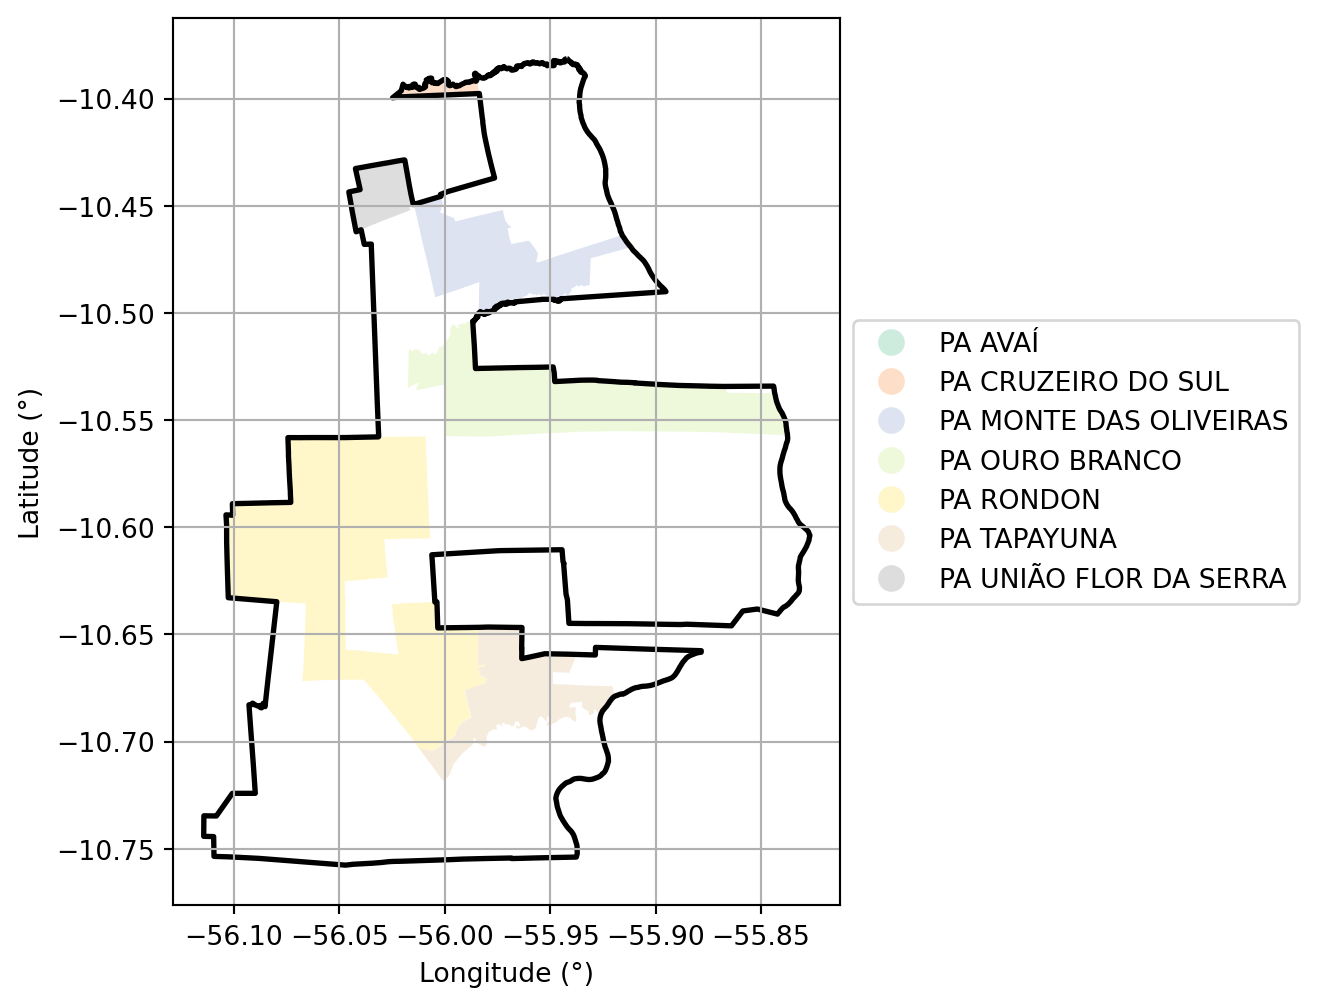 −10.40
−10.45
−10.50
−10.55
−10.60
−10.65
−10.70
−10.75
Latitude (°)
−56.10 −56.05 −56.00 −55.95 −55.90 −55.85
Longitude (°)
PA AVAÍ
PA CRUZEIRO DO SUL
PA MONTE DAS OLIVEIRAS
PA OURO BRANCO
PA RONDON
PA TAPAYUNA
PA UNIÃO FLOR DA SERRA